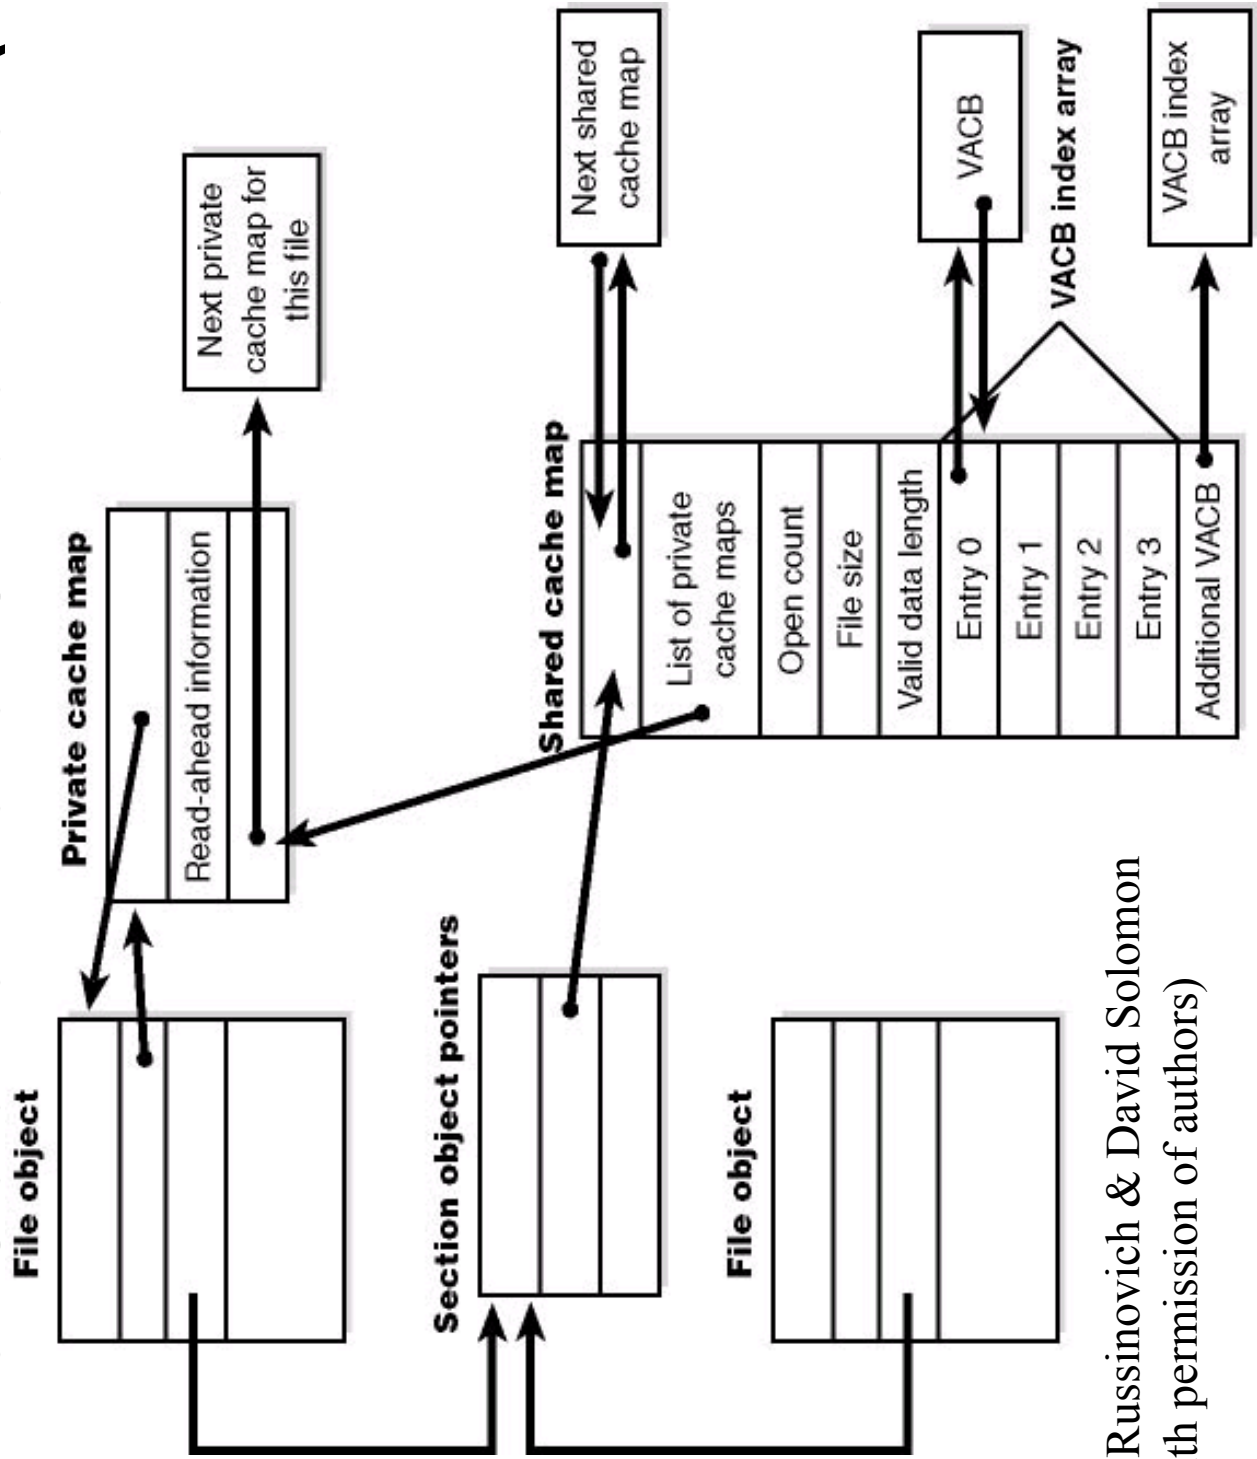 File object
Private cache map
Read-ahead information
Next private
cache map for
this file
Section object pointers
Shared cache map
List of private
cache maps
Open count
File size
Valid data length
Entry 0
Entry 1
Entry 2
Entry 3
Additional VACB
Next shared
cache map
VACB
VACB index array
VACB index
array
File object
Russinovich & David Solomon
th permission of authors)